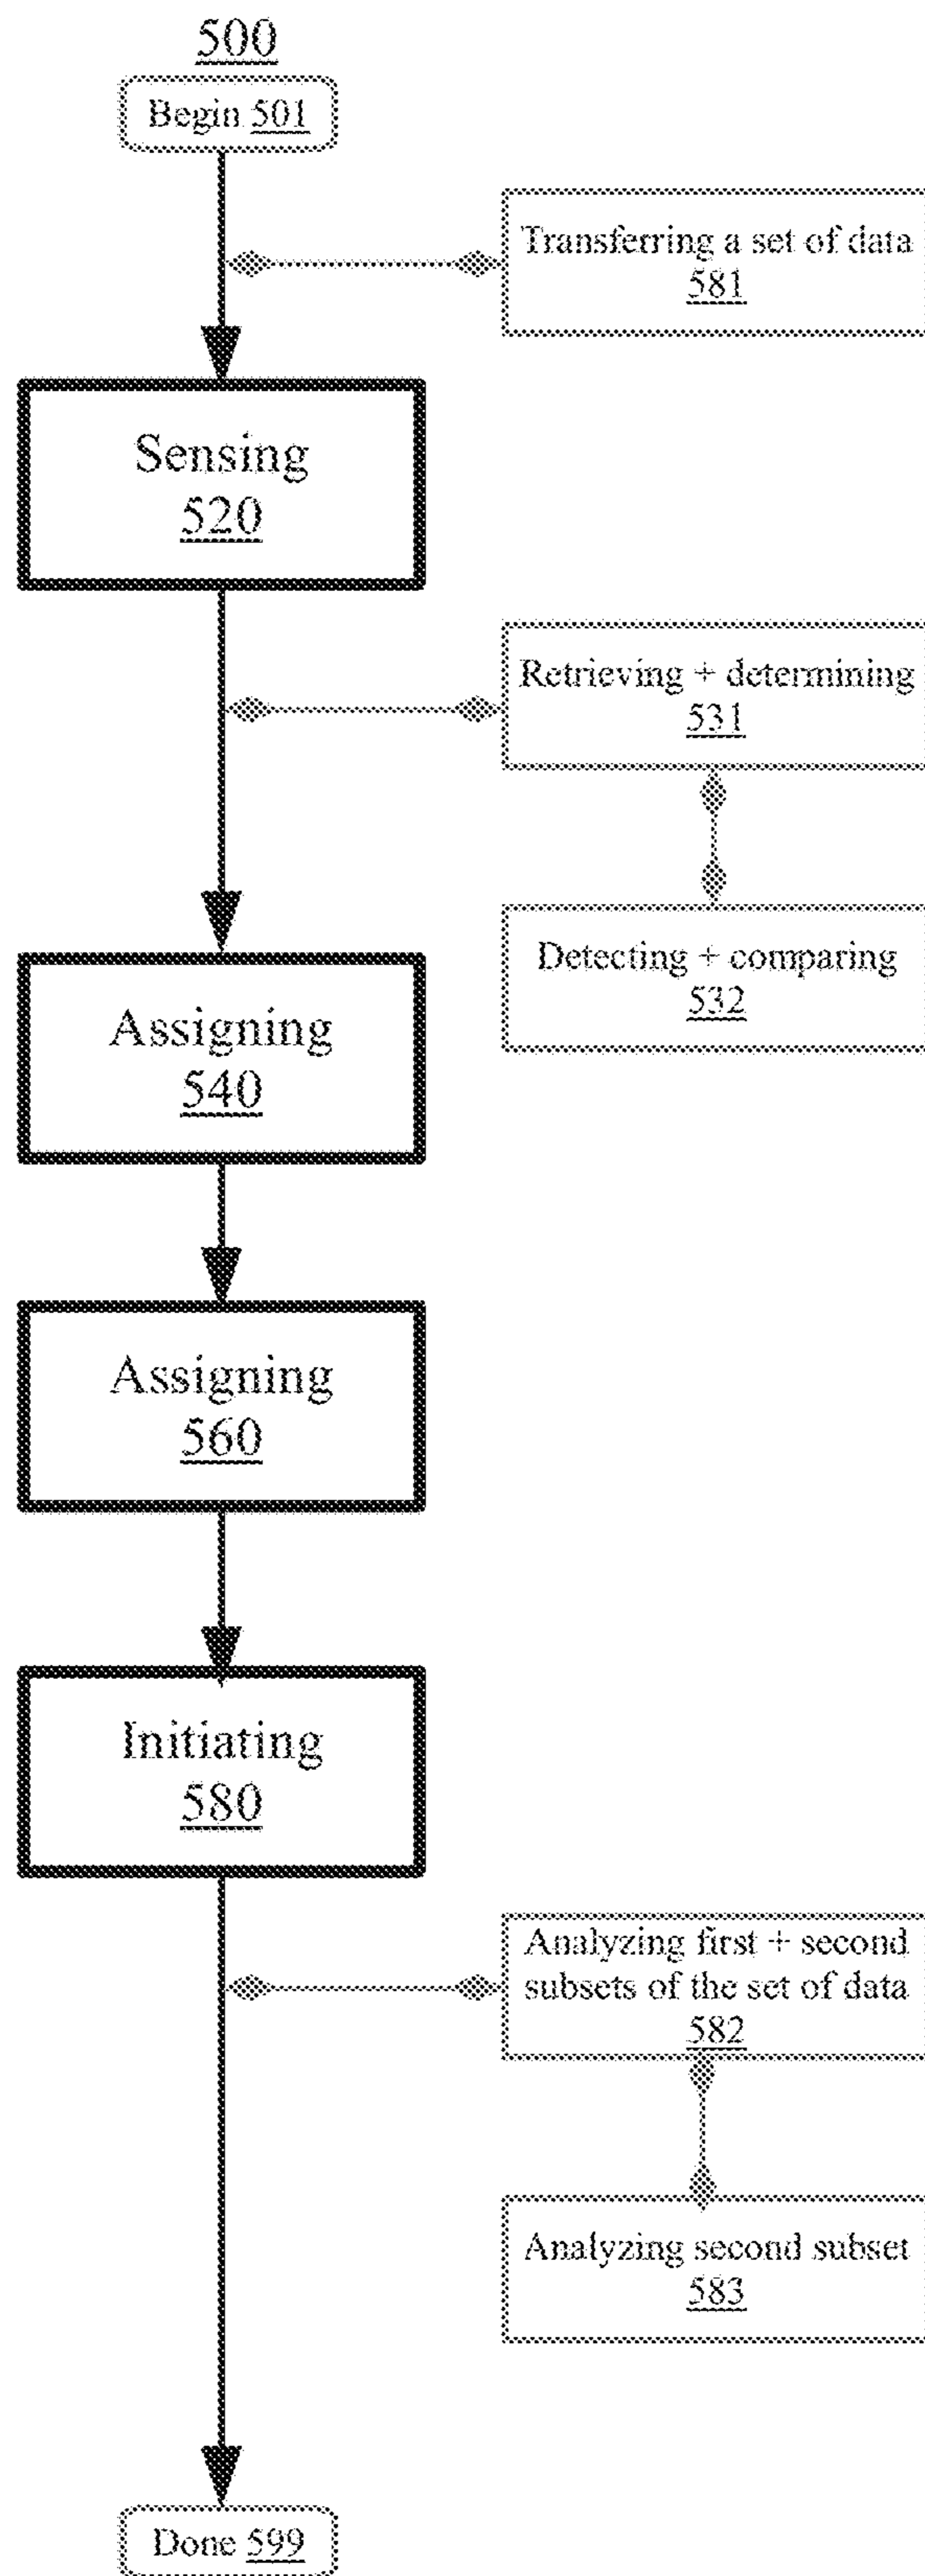 500
Begin 501
Transferring a set of data
581
Sensing
520
Retrieving + determining
531
Detecting + comparing
532
Assigning
540
Assigning
560
Initiating
580
Analyzing first + second
subsets of the set of data
582
Analyzing second subset
583
Done 599